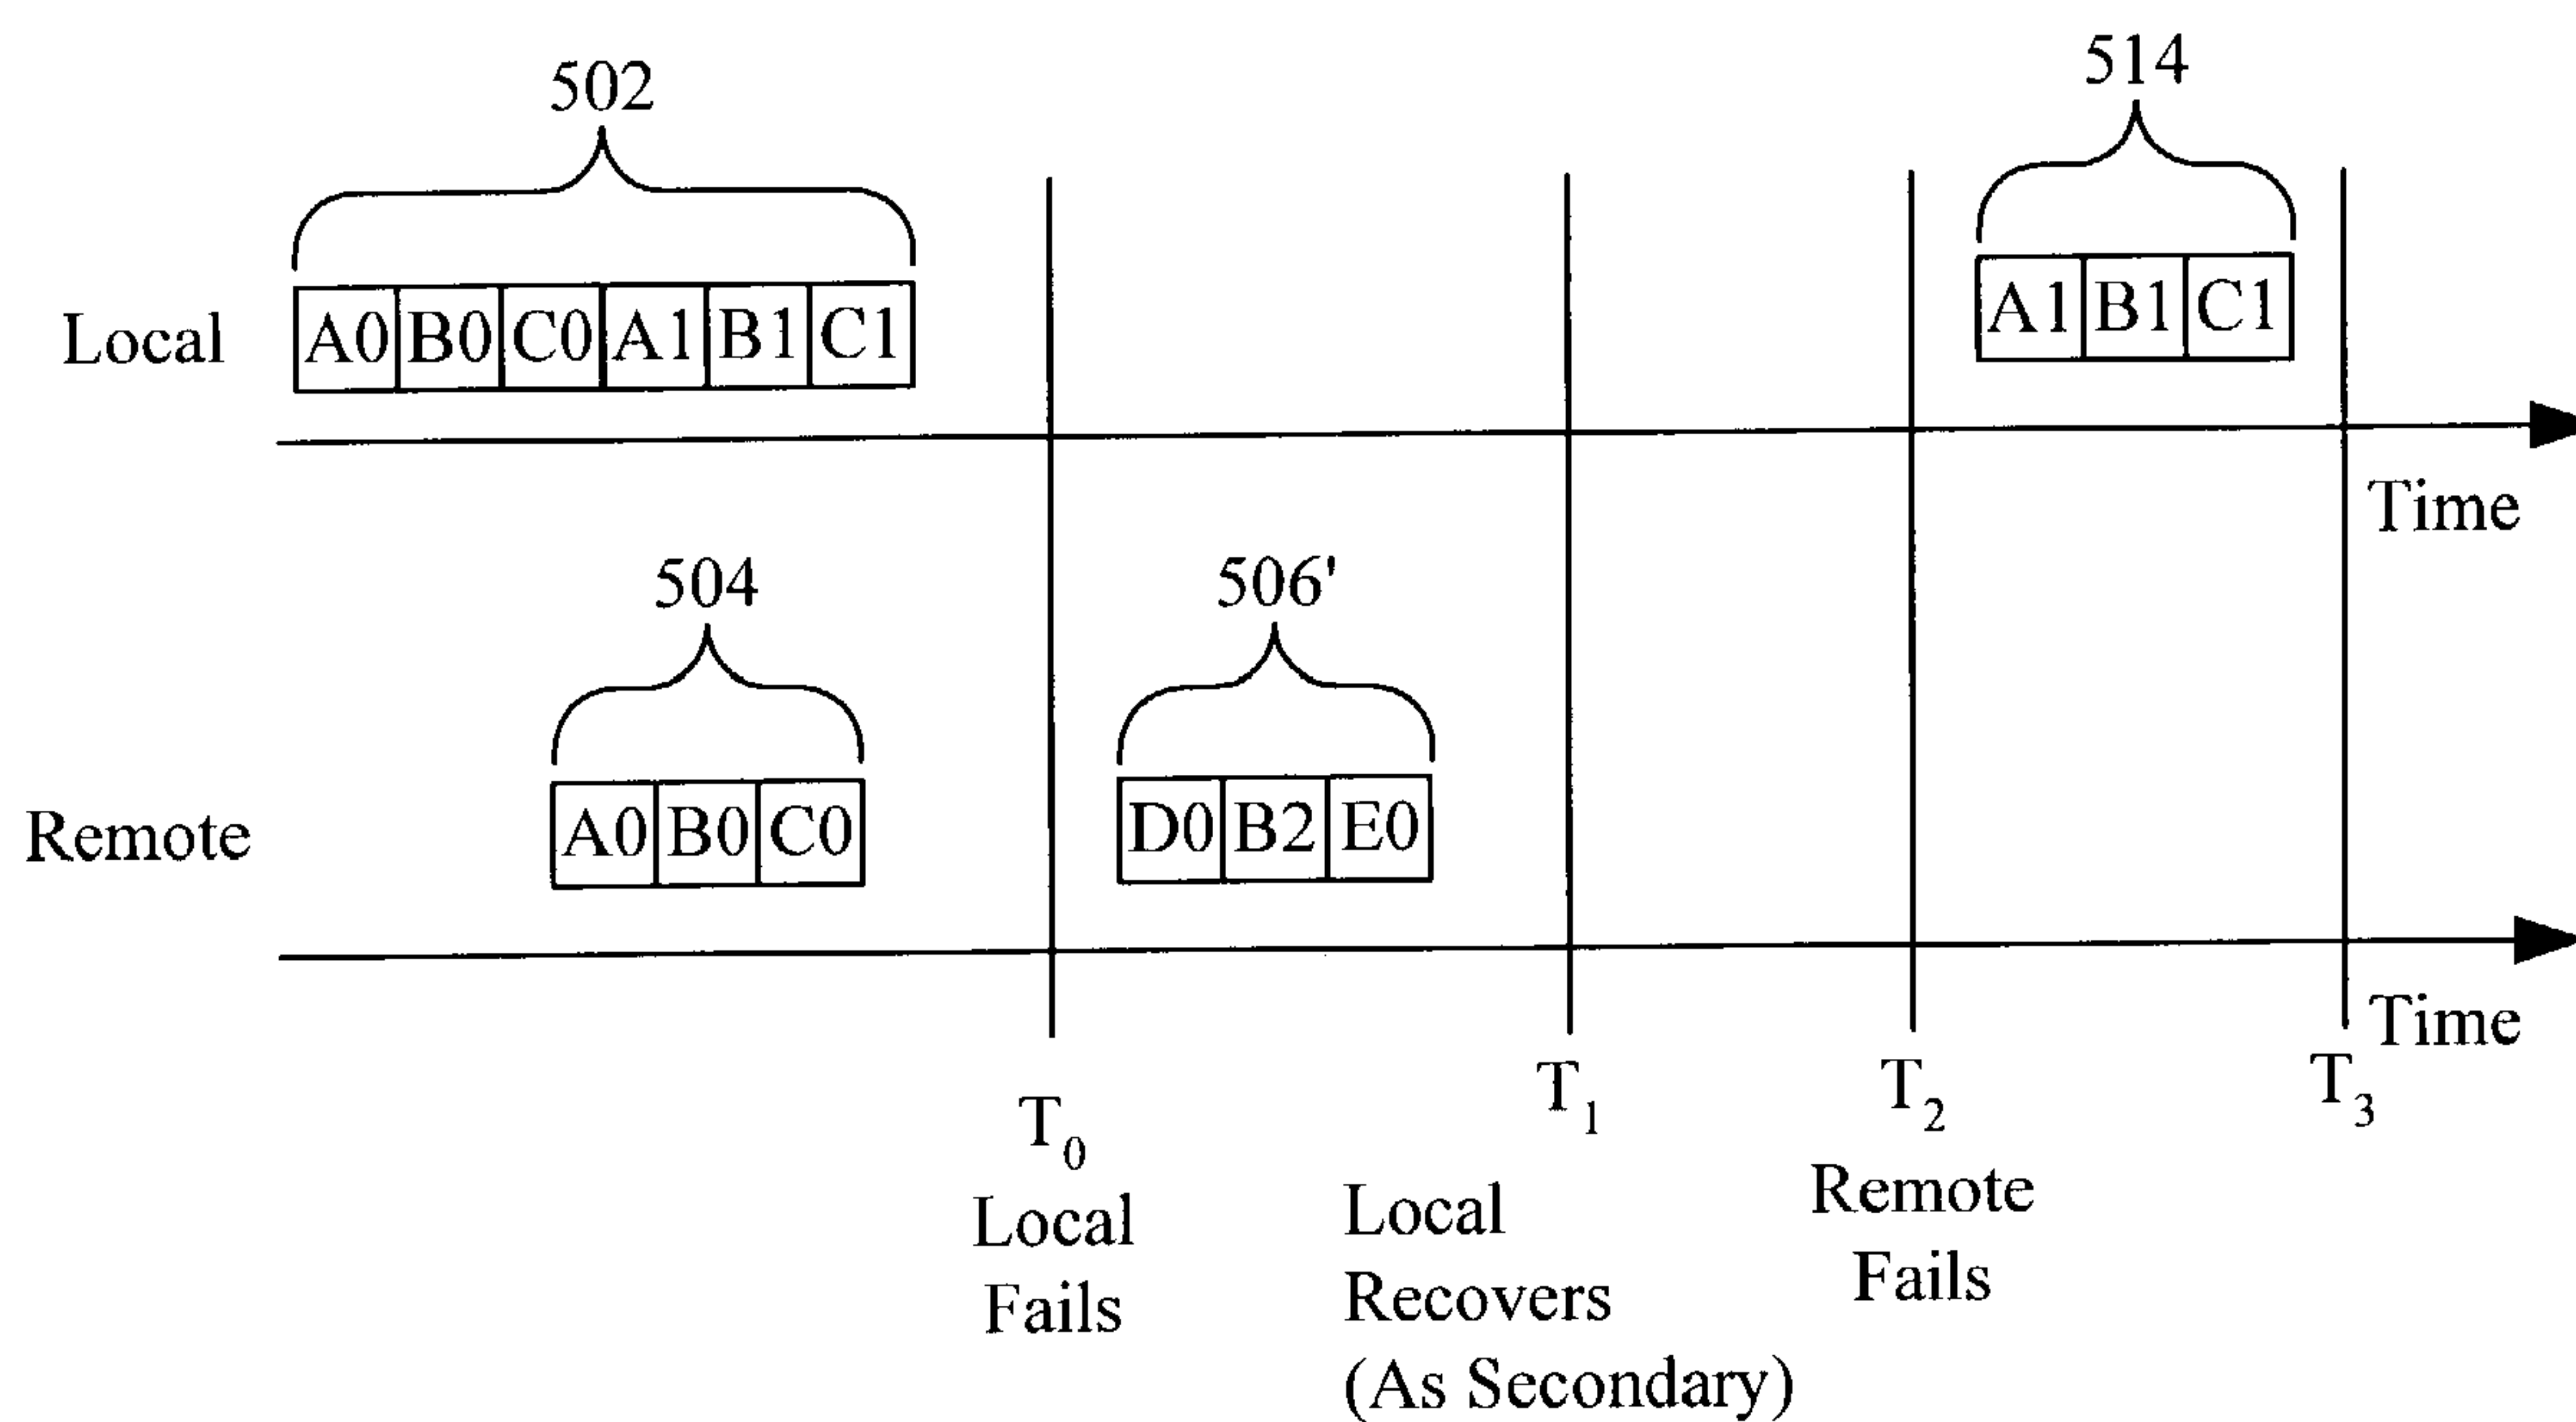 502
514
Local
A0 B0 C0 A1 B1 C1
A1 B1 C1
Time
504
506'
Remote
A0 B0 C0
D0 B2 E0
Time
T0
Local
Fails
T1
Local
Recovers
(As Secondary)
T2
Remote
Fails
T3